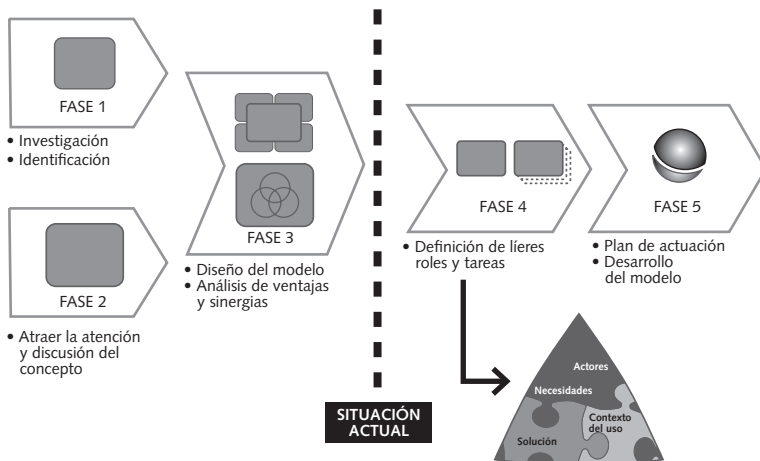 FASE 1
• Investigación
• Identificación
FASE 2
• Atraer la atención
y discusión del
concepto
FASE 3
• Diseño del modelo
• Análisis de ventajas
y sinergias
SITUACIÓN
ACTUAL
FASE 4
• Definición de líeres
roles y tareas
FASE 5
• Plan de actuación
• Desarrollo
del modelo
Actores
Necesidades
Contexto
del uso
Solución